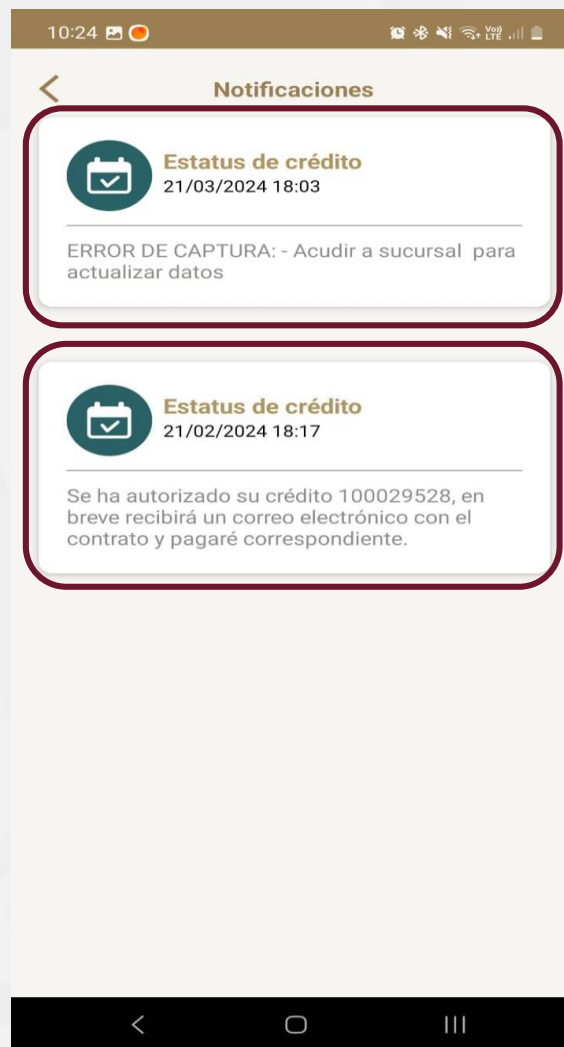 10:24
Vo)) LTE
Notificaciones
Estatus de crédito
21/03/2024 18:03
ERROR DE CAPTURA: - Acudir a sucursal para
actualizar datos
Estatus de crédito
21/02/2024 18:17
Se ha autorizado su crédito 100029528, en
breve recibirá un correo electrónico con el
contrato y pagaré correspondiente.